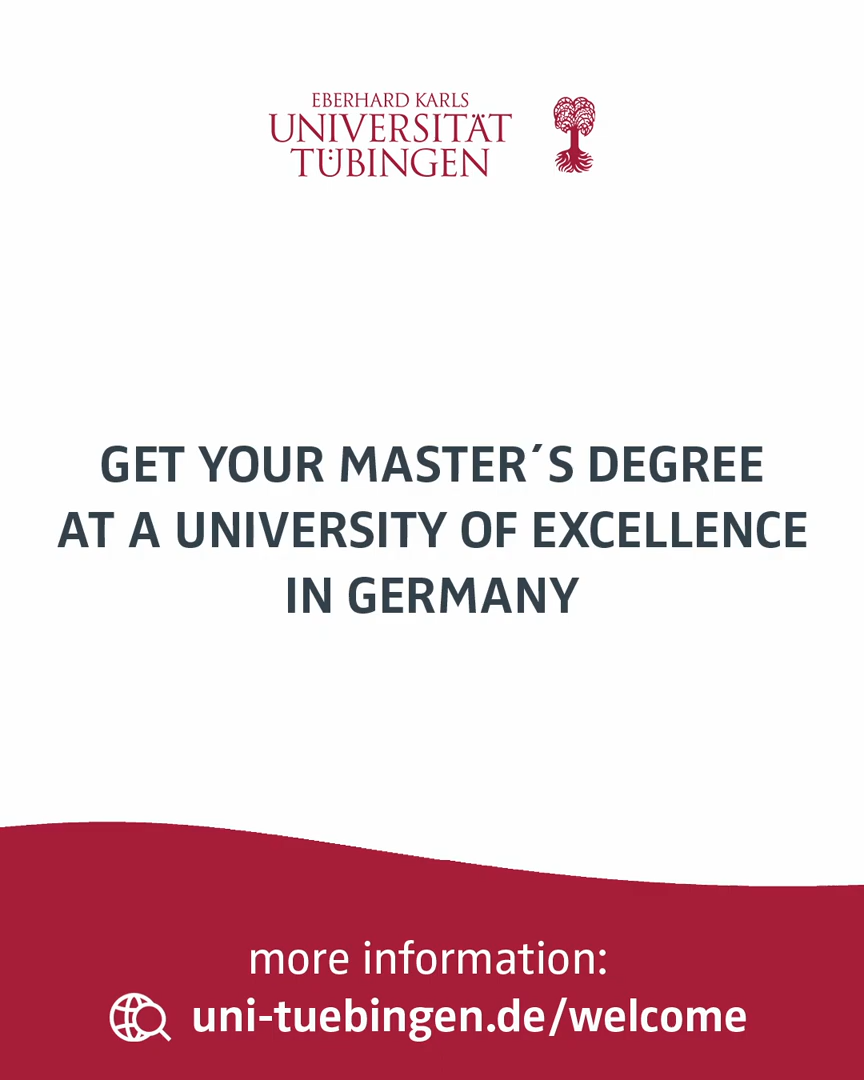 EBERHARD KARLS
UNIVERSITÄT
TÜBINGEN
GET YOUR MASTER´S DEGREE
AT A UNIVERSITY OF EXCELLENCE
IN GERMANY
more information:
uni-tuebingen.de/welcome